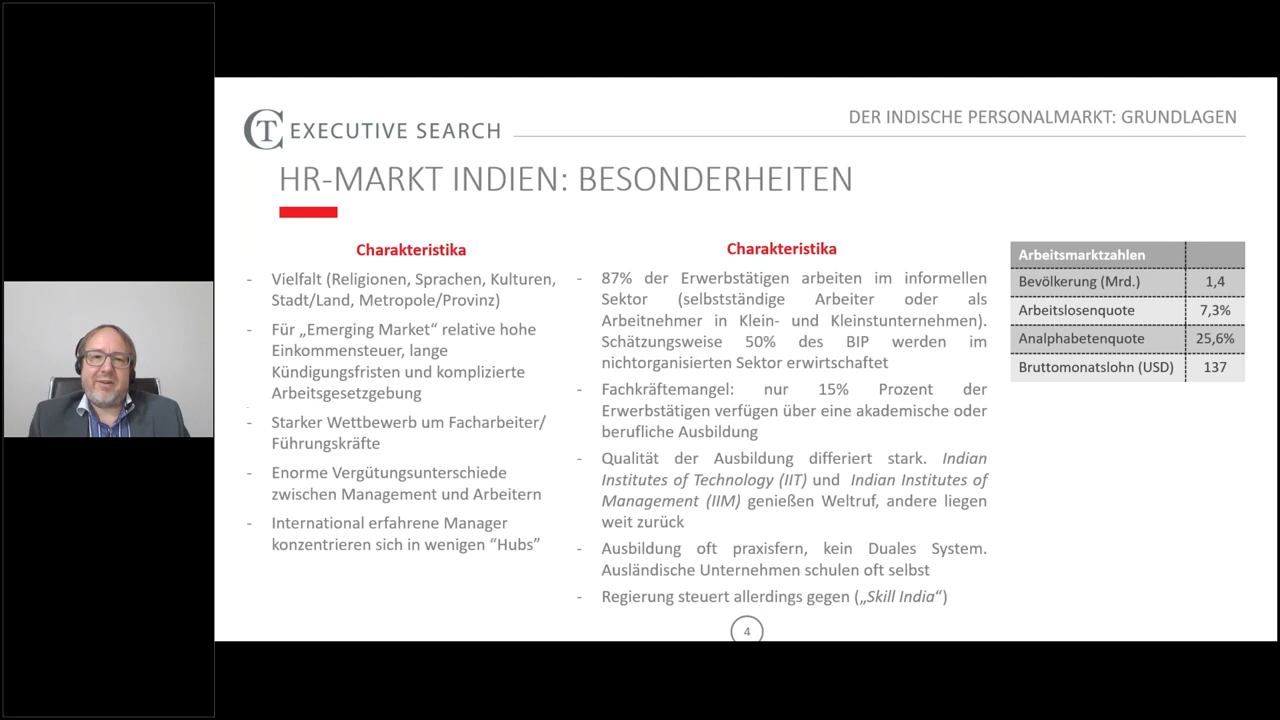 CT EXECUTIVE SEARCH
DER INDISCHE PERSONALMARKT: GRUNDLAGEN
HR-MARKT INDIEN: BESONDERHEITEN
Charakteristika
- Vielfalt (Religionen, Sprachen, Kulturen,
Stadt/Land, Metropole/Provinz)
- Für „Emerging Market“ relative hohe
Einkommensteuer, lange
Kündigungsfristen und komplizierte
Arbeitsgesetzgebung
- Starker Wettbewerb um Facharbeiter/
Führungskräfte
- Enorme Vergütungsunterschiede
zwischen Management und Arbeitern
- International erfahrene Manager
konzentrieren sich in wenigen “Hubs”
Charakteristika
- 87% der Erwerbstätigen arbeiten im informellen
Sektor (selbstständige Arbeiter oder als
Arbeitnehmer in Klein- und Kleinstunternehmen).
Schätzungsweise 50% des BIP werden im
nichtorganisierten Sektor erwirtschaftet
- Fachkräftemangel: nur 15% Prozent der
Erwerbstätigen verfügen über eine akademische oder
berufliche Ausbildung
- Qualität der Ausbildung differiert stark. Indian
Institutes of Technology (IIT) und Indian Institutes of
Management (IIM) genießen Weltruf, andere liegen
weit zurück
- Ausbildung oft praxisfern, kein Duales System.
Ausländische Unternehmen schulen oft selbst
- Regierung steuert allerdings gegen („Skill India“)
Arbeitsmarktzahlen
Bevölkerung (Mrd.) 1,4
Arbeitslosenquote 7,3%
Analphabetenquote 25,6%
Bruttomonatslohn (USD) 137
4